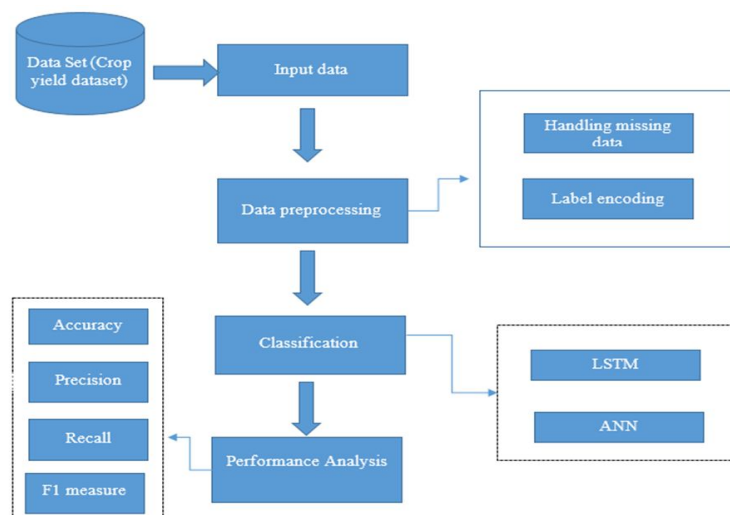 Data Set (Crop
yield dataset)
Input data
Handling missing
data
Label encoding
Data preprocessing
Classification
Accuracy
Precision
Recall
F1 measure
LSTM
ANN
Performance Analysis